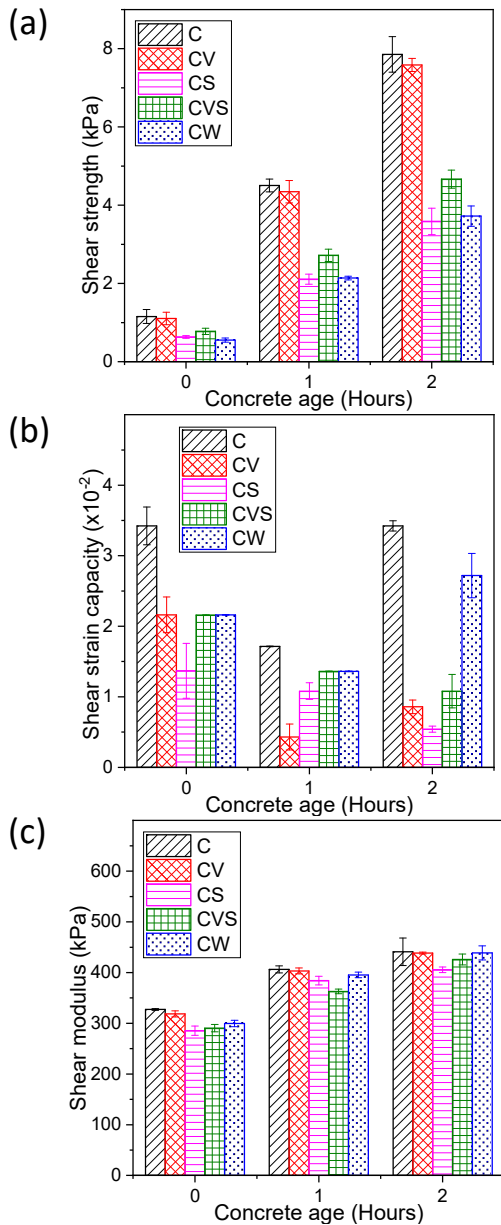 (a)
C
CV
CS
CVS
CW
8
6
4
2
0
Shear strength (kPa)
0 1 2
Concrete age (Hours)
(b)
C
CV
CS
CVS
CW
4
3
2
1
0
Shear strain capacity (x10-2)
0 1 2
Concrete age (Hours)
(c)
C
CV
CS
CVS
CW
600
500
400
300
200
100
0
Shear modulus (kPa)
0 1 2
Concrete age (Hours)